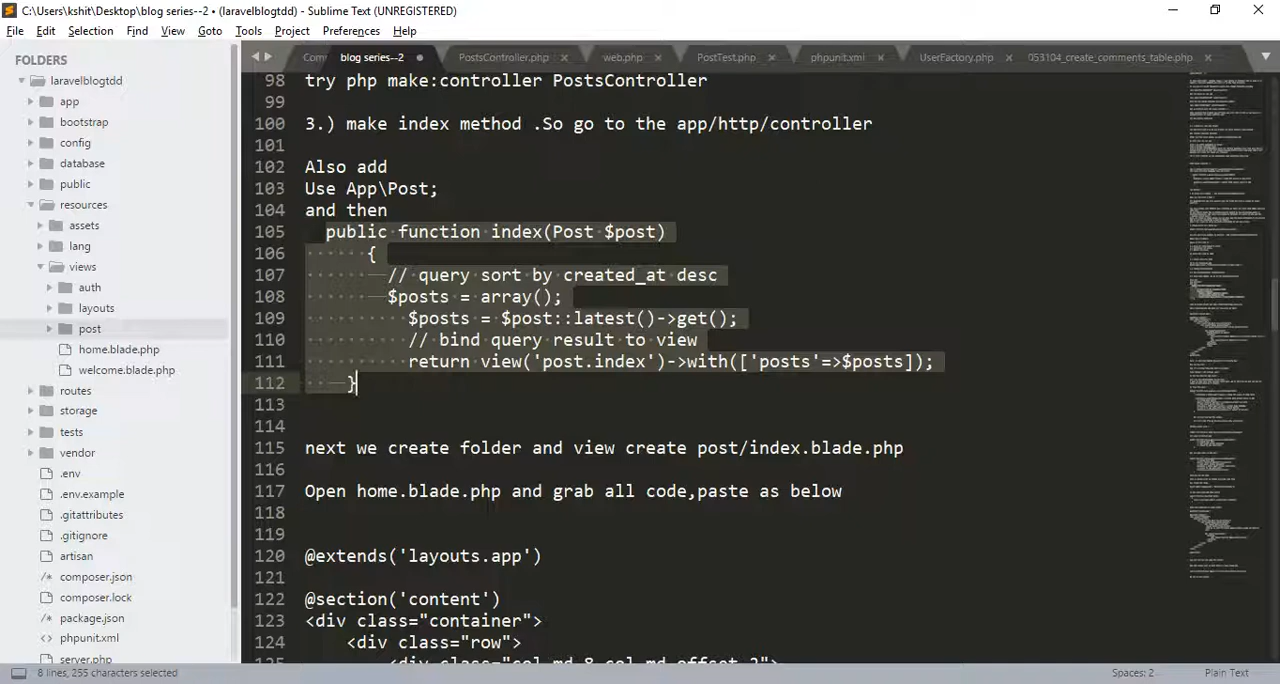 C:\Users\kshit\Desktop\blog series--2 • (laravelblogtdd) - Sublime Text (UNREGISTERED)
File Edit Selection Find View Goto Tools Project Preferences Help
FOLDERS
laravelblogtdd
app
bootstrap
config
database
public
resources
assets
lang
views
auth
layouts
post
home.blade.php
welcome.blade.php
routes
storage
tests
vendor
.env
.env.example
.gitattributes
.gitignore
artisan
composer.json
composer.lock
package.json
phpunit.xml
server.php
Com blog series--2 PostsController.php web.php PostTest.php phpunit.xml UserFactory.php 053104_create_comments_table.php
98 try php make:controller PostsController
99
100 3.) make index method .So go to the app/http/controller
101
102 Also add
103 Use App\Post;
104 and then
105 public function index(Post $post)
106 {
107 // query sort by created_at desc
108 $posts = array();
109 $posts = $post::latest()->get();
110 // bind query result to view
111 return view('post.index')->with(['posts'=>$posts]);
112 }
113
114
115 next we create folder and view create post/index.blade.php
116
117 Open home.blade.php and grab all code,paste as below
118
119
120 @extends('layouts.app')
121
122 @section('content')
123 <div class="container">
124 <div class="row">
125 <div class="col-md-8 col-md-offset-2">
8 lines, 255 characters selected
Spaces: 2
Plain Text